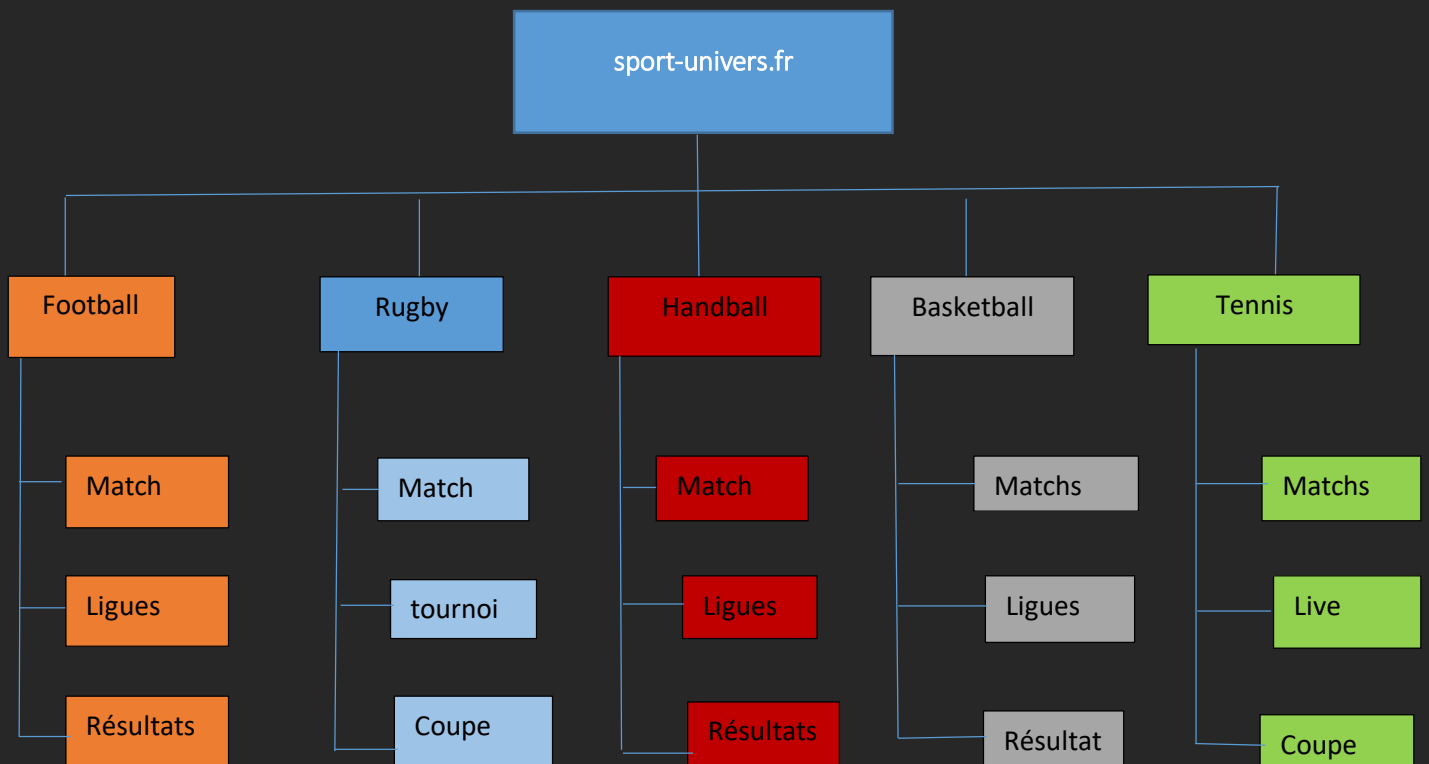 sport-univers.fr
Football
Rugby
Handball
Basketball
Tennis
Match
Match
Match
Matchs
Matchs
Ligues
tournoi
Ligues
Ligues
Live
Résultats
Coupe
Résultats
Résultat
Coupe